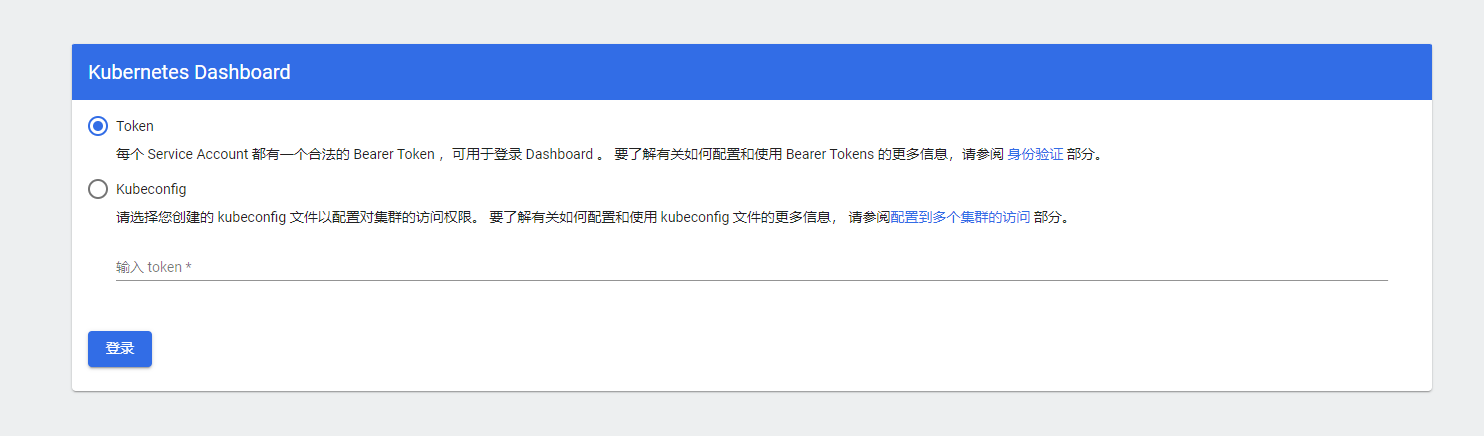 Kubernetes Dashboard
Token
每个 Service Account 都有一个合法的 Bearer Token ，可用于登录 Dashboard 。 要了解有关如何配置和使用 Bearer Tokens 的更多信息，请参阅 身份验证 部分。
Kubeconfig
请选择您创建的 kubeconfig 文件以配置对集群的访问权限。 要了解有关如何配置和使用 kubeconfig 文件的更多信息， 请参阅配置到多个集群的访问 部分。
输入 token *
登录